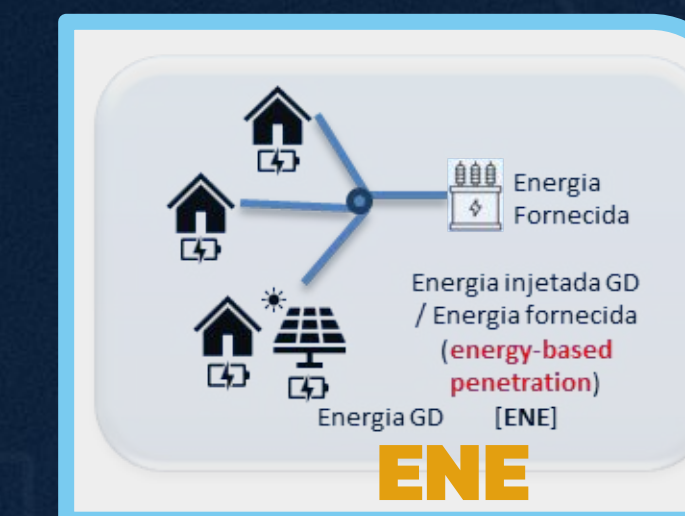 Energia
Fornecida
Energia injetada GD
/ Energia fornecida
(energy-based
penetration)
Energia GD [ENE]
ENE